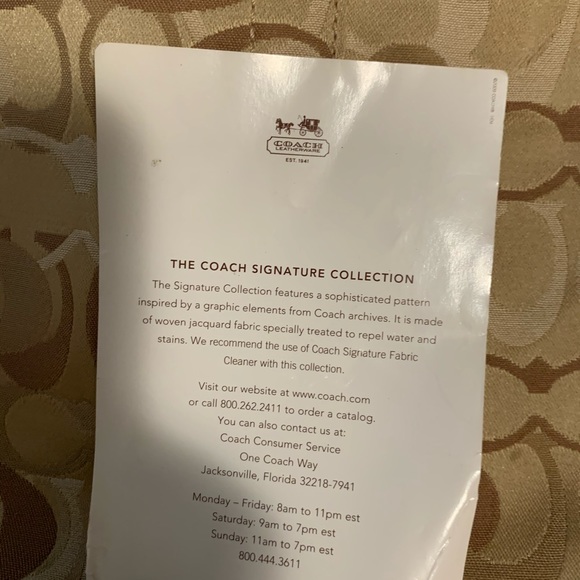 COACH
LEATHERWARE
EST. 1941
THE COACH SIGNATURE COLLECTION
The Signature Collection features a sophisticated pattern
inspired by a graphic elements from Coach archives. It is made
of woven jacquard fabric specially treated to repel water and
stains. We recommend the use of Coach Signature Fabric
Cleaner with this collection.
Visit our website at www.coach.com
or call 800.262.2411 to order a catalog.
You can also contact us at:
Coach Consumer Service
One Coach Way
Jacksonville, Florida 32218-7941
Monday – Friday: 8am to 11pm est
Saturday: 9am to 7pm est
Sunday: 11am to 7pm est
800.444.3611